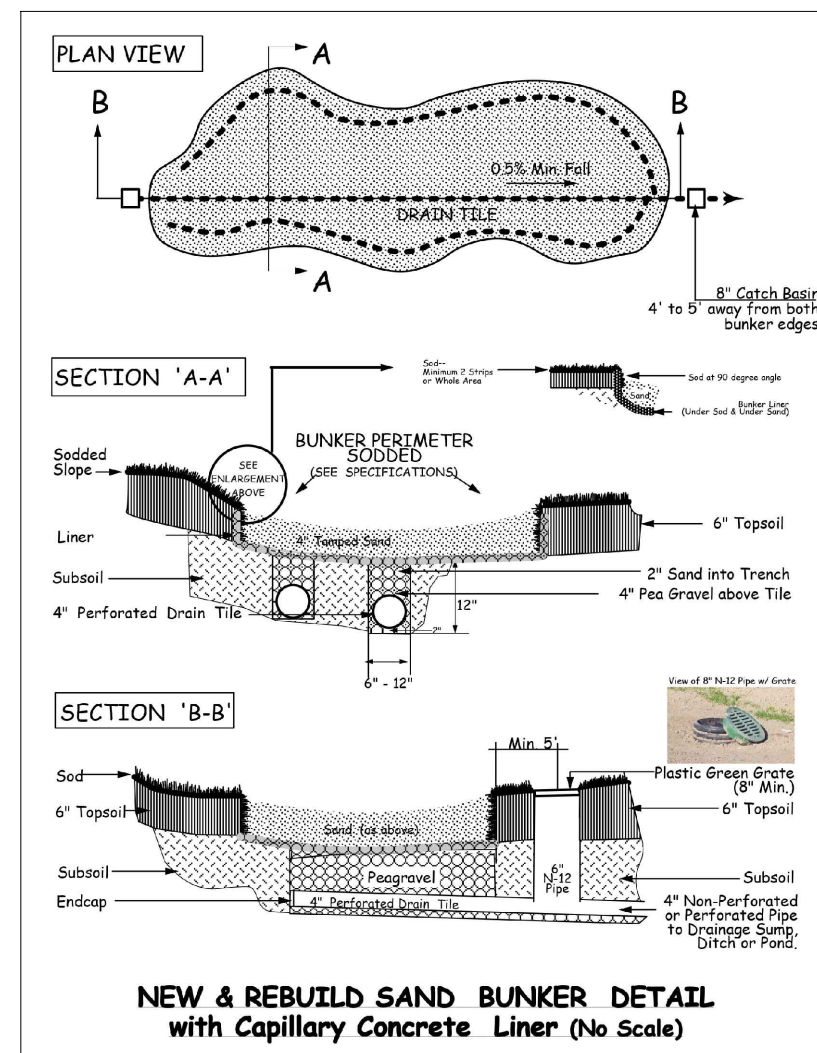 PLAN VIEW
A
B
B
0.5% Min. Fall
DRAIN TILE
A
8" Catch Basin
4' to 5' away from both
bunker edges
SECTION 'A-A'
Sod--
Minimum 2 Strips
or Whole Area
Sod at 90 degree angle
Sand
Bunker Liner
(Under Sod & Under Sand)
BUNKER PERIMETER
SODDED
(SEE SPECIFICATIONS)
Sodded
Slope
SEE
ENLARGEMENT
ABOVE
6" Topsoil
Liner
4" Tamped Sand
Subsoil
2" Sand into Trench
4" Pea Gravel above Tile
4" Perforated Drain Tile
12"
2"
6" - 12"
SECTION 'B-B'
View of 8" N-12 Pipe w/ Grate
Min. 5'
Sod
Plastic Green Grate
(8" Min.)
6" Topsoil
6" Topsoil
Sand (as above)
Subsoil
Peagravel
6"
N-12
Pipe
Subsoil
Endcap
4" Perforated Drain Tile
4" Non-Perforated
or Perforated Pipe
to Drainage Sump,
Ditch or Pond.
NEW & REBUILD SAND BUNKER DETAIL
with Capillary Concrete Liner (No Scale)